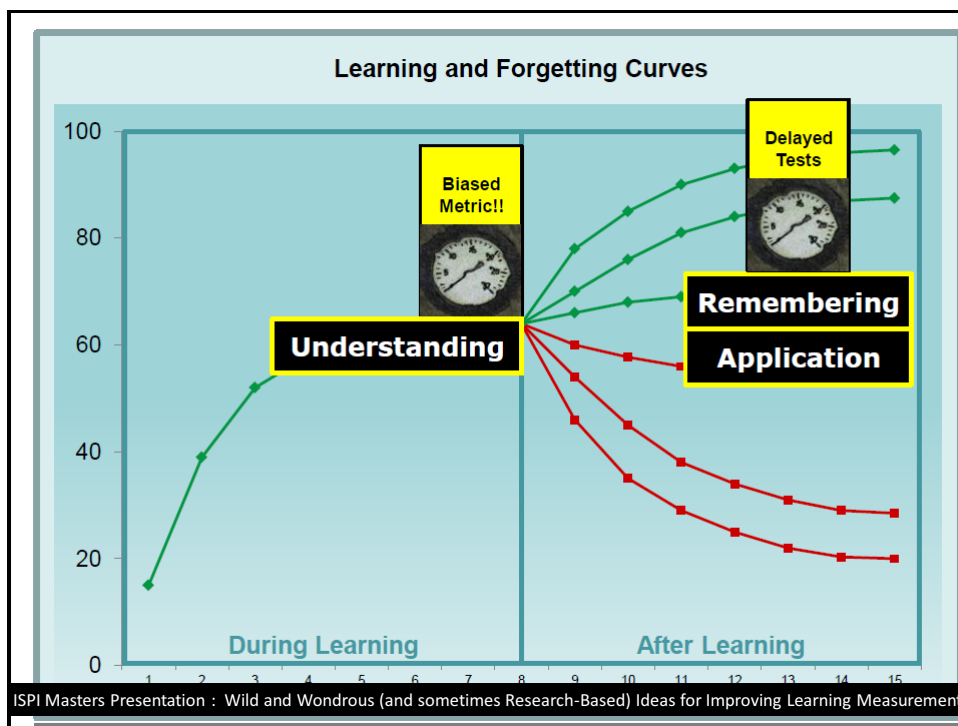 Learning and Forgetting Curves
100
80
60
40
20
0
Biased
Metric!!
Delayed
Tests
Understanding
Remembering
Application
During Learning
After Learning
1 2 3 4 5 6 7 8 9 10 11 12 13 14 15
ISPI Masters Presentation : Wild and Wondrous (and sometimes Research-Based) Ideas for Improving Learning Measurement